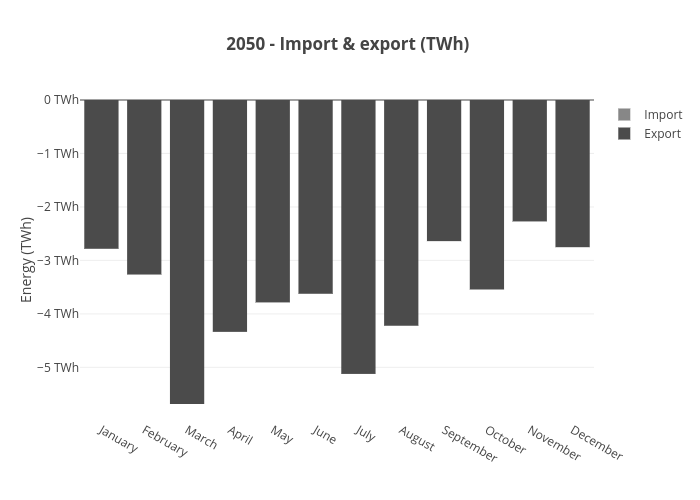 2050 - Import & export (TWh)
0 TWh
−1 TWh
−2 TWh
−3 TWh
−4 TWh
−5 TWh
Energy (TWh)
January
February
March
April
May
June
July
August
September
October
November
December
Import
Export